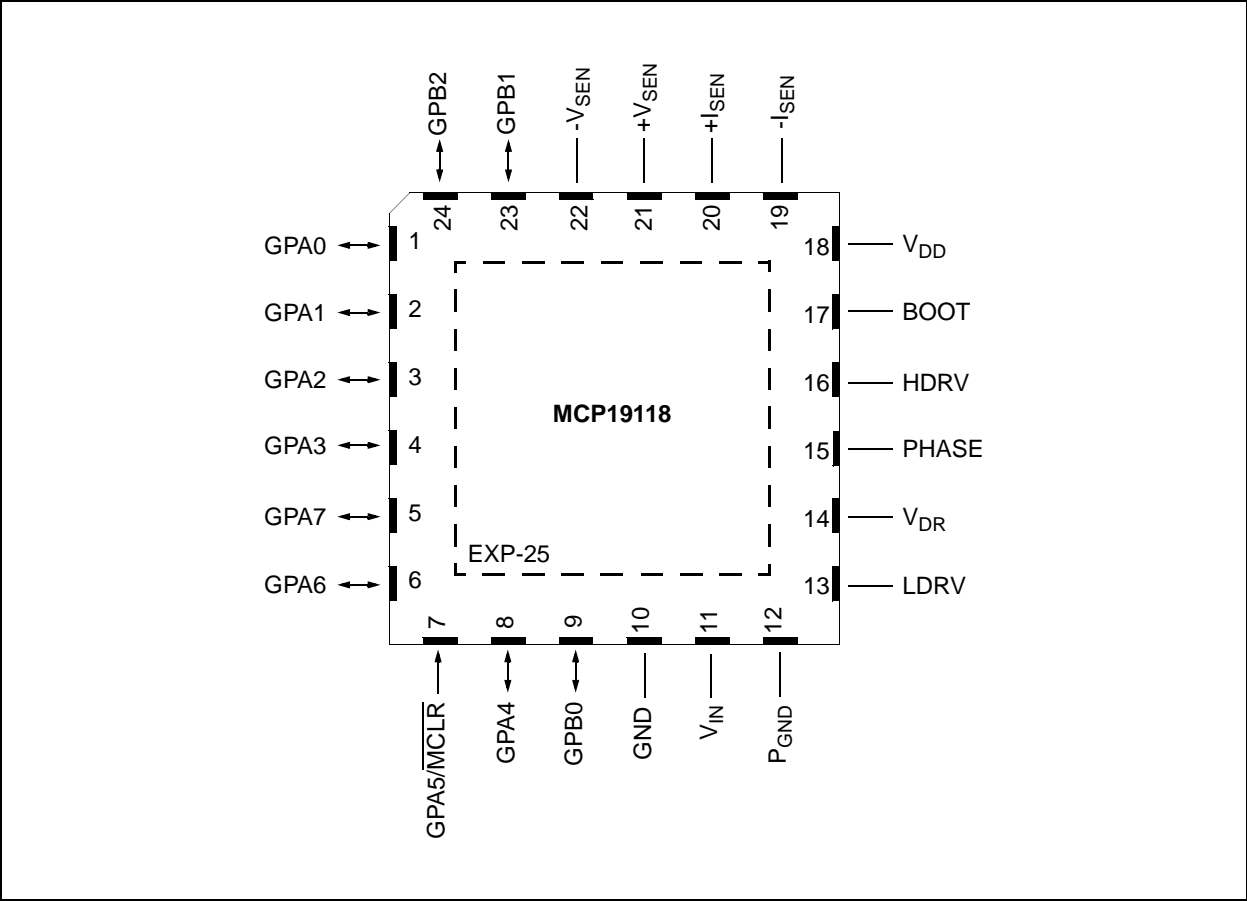 GPB2
GPB1
-VSEN
+VSEN
+ISEN
-ISEN
24
23
22
21
20
19
GPA0 1
18 VDD
GPA1 2
17 BOOT
GPA2 3
16 HDRV
MCP19118
GPA3 4
15 PHASE
GPA7 5
14 VDR
EXP-25
GPA6 6
13 LDRV
7
8
9
10
11
12
GPA5/MCLR
GPA4
GPB0
GND
VIN
PGND